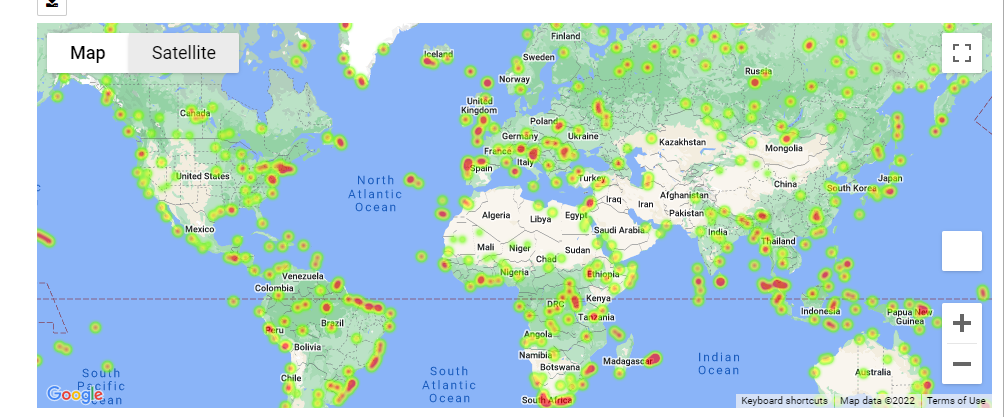 Map
Satellite
Finland
Iceland
Sweden
Russia
Norway
Canada
United
Kingdom
Poland
Germany
Ukraine
Kazakhstan
Mongolia
France
Italy
Spain
United States
Turkey
Japan
North
Atlantic
Ocean
China
South Korea
Afghanistan
Iraq
Iran
Pakistan
Algeria
Libya
Egypt
Mexico
Saudi Arabia
India
Thailand
Mali
Niger
Sudan
Chad
Nigeria
Ethiopia
Venezuela
Colombia
DRC
Kenya
Indonesia
Papua New
Guinea
Brazil
Peru
Tanzania
Angola
Bolivia
Namibia
Botswana
Madagascar
Indian
Ocean
South
Pacific
Ocean
Chile
South
Atlantic
Ocean
Australia
South Africa
Google
Keyboard shortcuts
Map data ©2022
Terms of Use